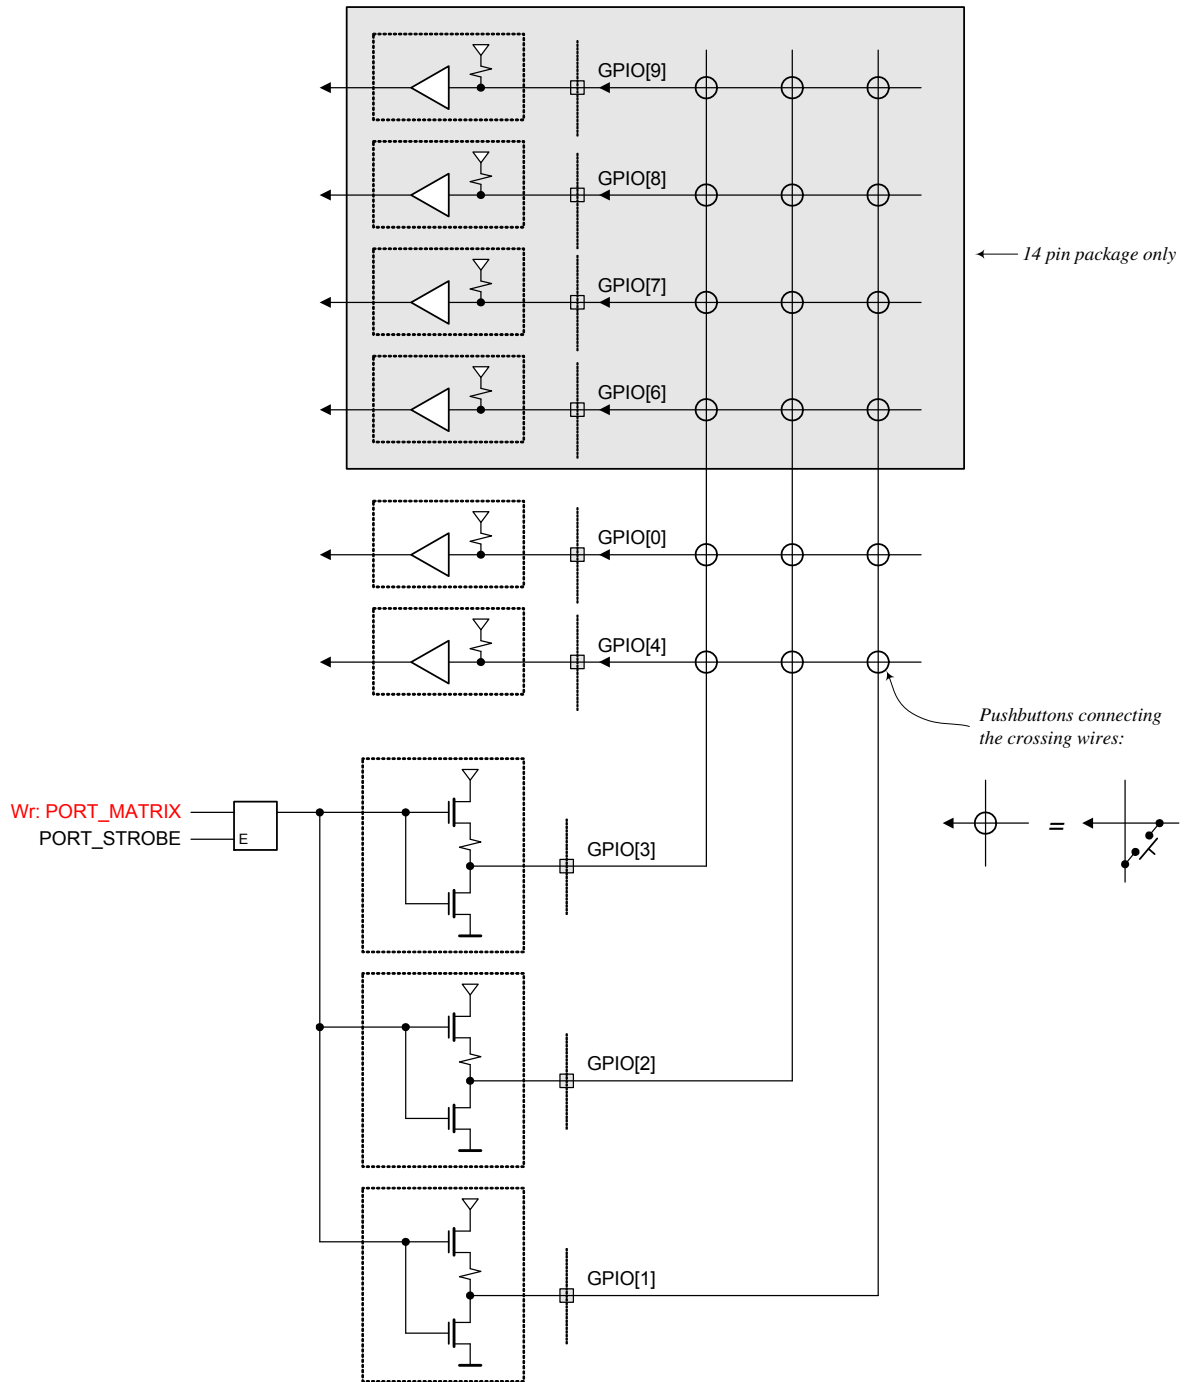 GPIO[9]
GPIO[8]
14 pin package only
GPIO[7]
GPIO[6]
GPIO[0]
GPIO[4]
Pushbuttons connecting
the crossing wires:
Wr: PORT_MATRIX
PORT_STROBE
E
GPIO[3]
=
GPIO[2]
GPIO[1]